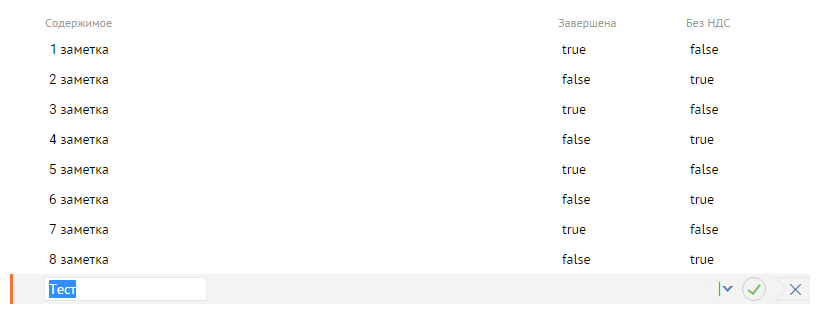 Содержимое Завершена Без НДС
1 заметка true false
2 заметка false true
3 заметка true false
4 заметка false true
5 заметка true false
6 заметка false true
7 заметка true false
8 заметка false true
Тест